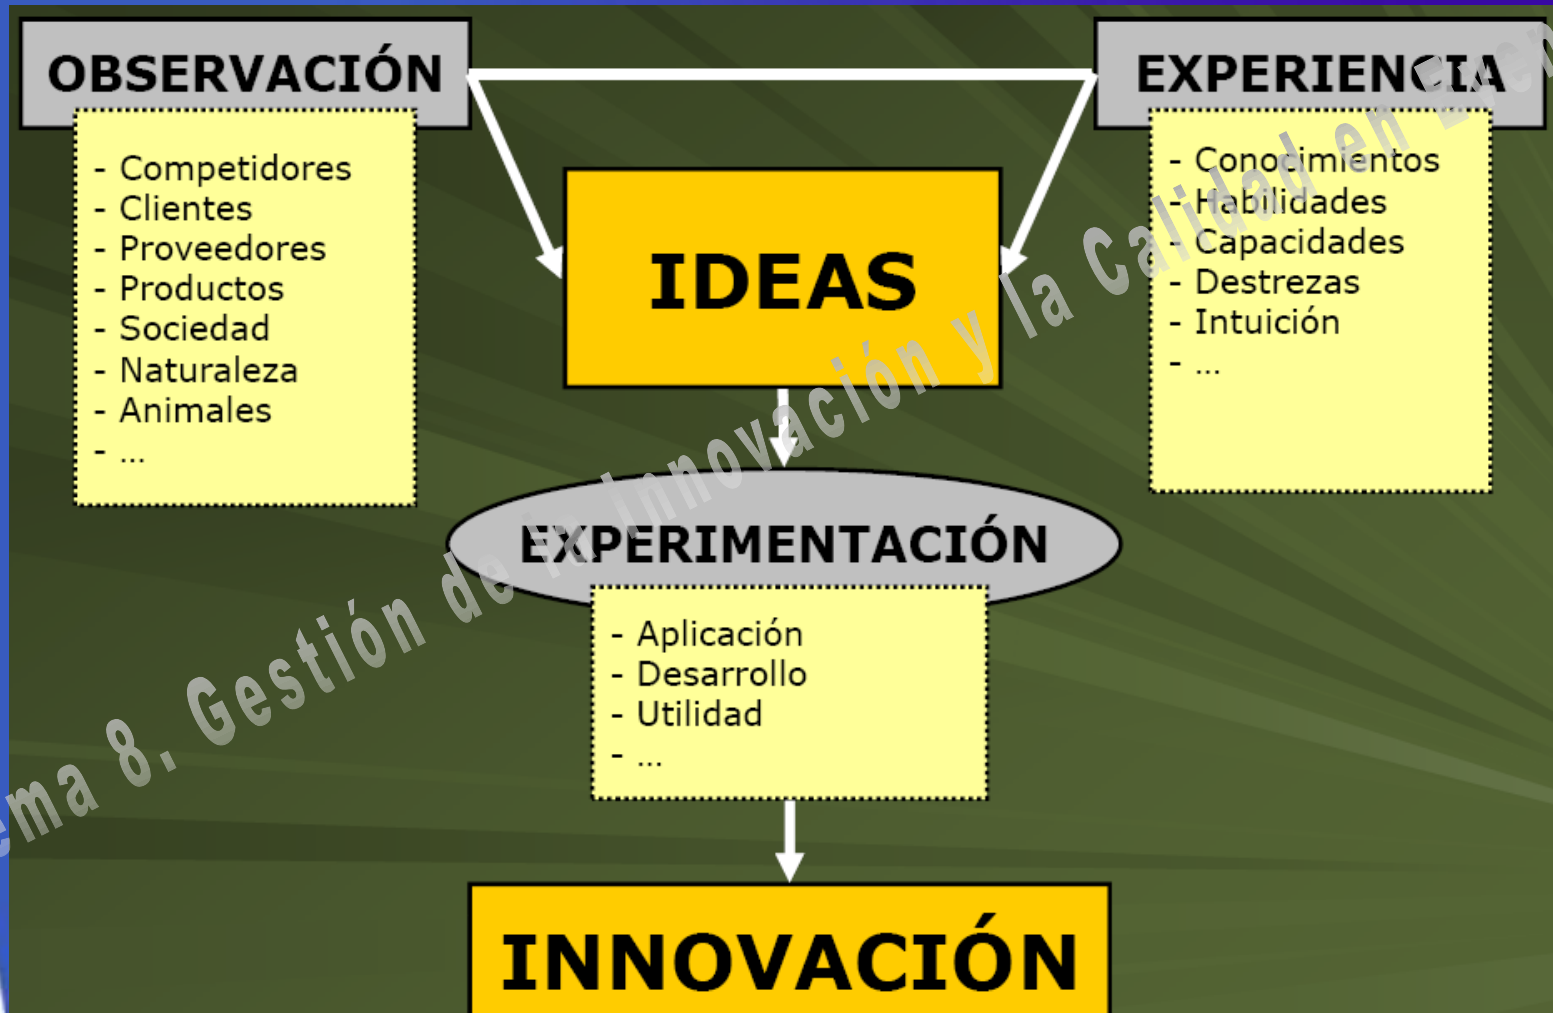 OBSERVACIÓN
- Competidores
- Clientes
- Proveedores
- Productos
- Sociedad
- Naturaleza
- Animales
- ...
EXPERIENCIA
- Conocimientos
- Habilidades
- Capacidades
- Destrezas
- Intuición
- ...
IDEAS
EXPERIMENTACIÓN
- Aplicación
- Desarrollo
- Utilidad
- ...
INNOVACIÓN
8. Gestión de la Innovación y la Calidad en